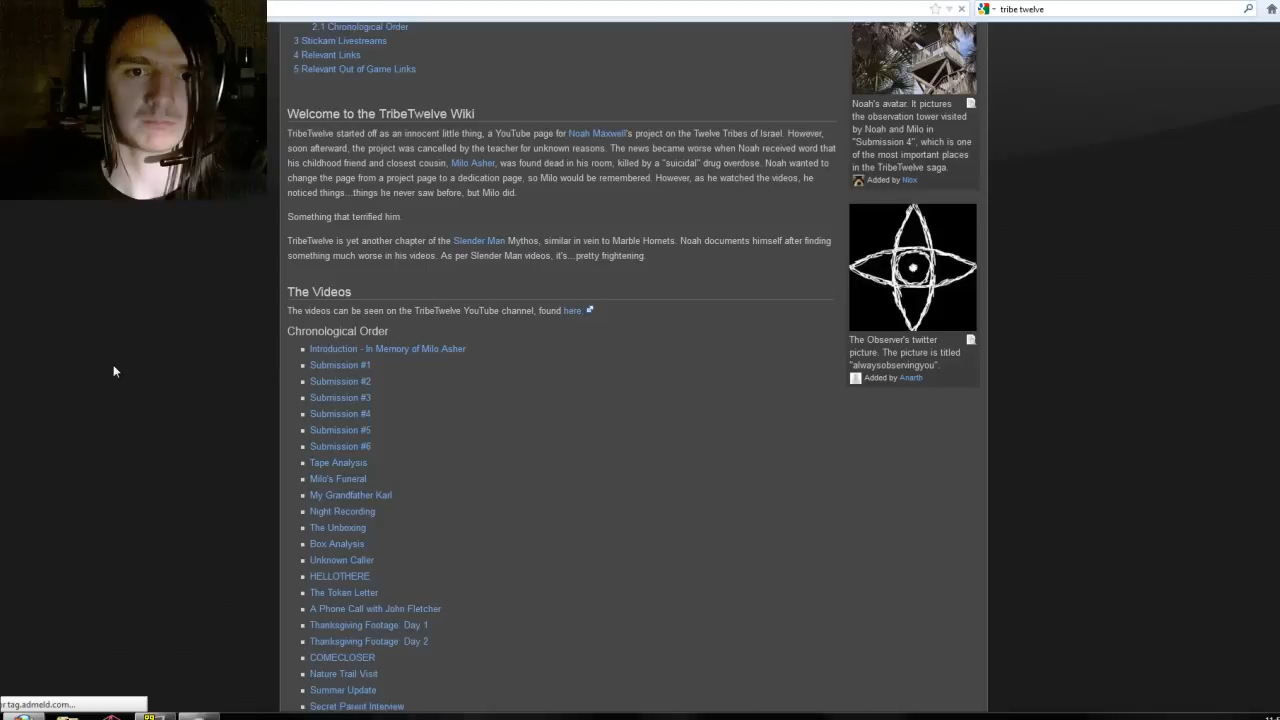 tribe twelve
2.1 Chronological Order
3 Stickam Livestreams
4 Relevant Links
5 Relevant Out of Game Links
Welcome to the TribeTwelve Wiki
TribeTwelve started off as an innocent little thing, a YouTube page for Noah Maxwell's project on the Twelve Tribes of Israel. However,
soon afterward, the project was cancelled by the teacher for unknown reasons. The news became worse when Noah received word that
his childhood friend and closest cousin, Milo Asher, was found dead in his room, killed by a "suicidal" drug overdose. Noah wanted to
change the page from a project page to a dedication page, so Milo would be remembered. However, as he watched the videos, he
noticed things...things he never saw before, but Milo did.
Something that terrified him.
TribeTwelve is yet another chapter of the Slender Man Mythos, similar in vein to Marble Hornets. Noah documents himself after finding
something much worse in his videos. As per Slender Man videos, it's...pretty frightening.
The Videos
The videos can be seen on the TribeTwelve YouTube channel, found here.
Chronological Order
Introduction - In Memory of Milo Asher
Submission #1
Submission #2
Submission #3
Submission #4
Submission #5
Submission #6
Tape Analysis
Milo's Funeral
My Grandfather Karl
Night Recording
The Unboxing
Box Analysis
Unknown Caller
HELLOTHERE
The Token Letter
A Phone Call with John Fletcher
Thanksgiving Footage: Day 1
Thanksgiving Footage: Day 2
COMECLOSER
Nature Trail Visit
Summer Update
Secret Parent Interview
Noah's avatar. It pictures
the observation tower visited
by Noah and Milo in
"Submission 4", which is one
of the most important places
in the TribeTwelve saga.
Added by Nlox
The Observer's twitter
picture. The picture is titled
"alwaysobservingyou".
Added by Anarth
r tag.admeld.com...